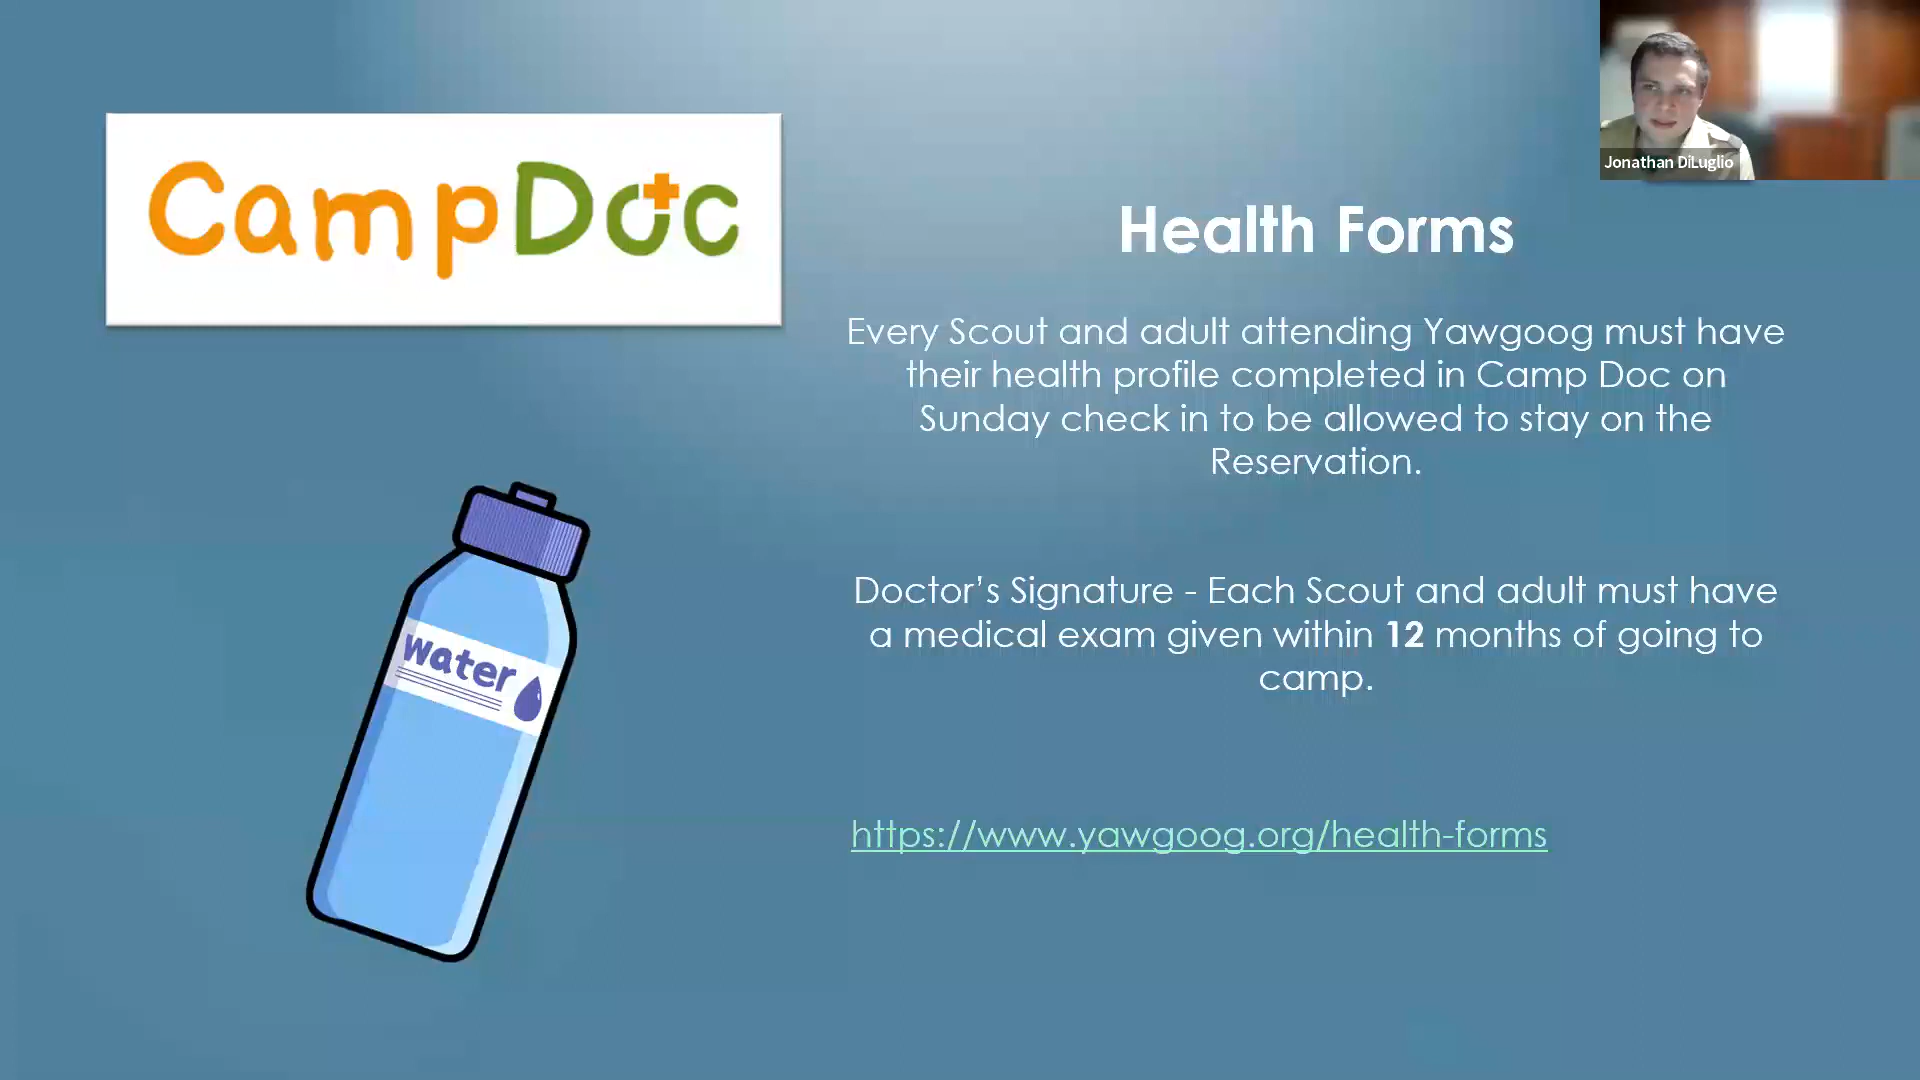 CampDoc
Jonathan DiLuglio
Health Forms
Every Scout and adult attending Yawgoog must have
their health profile completed in Camp Doc on
Sunday check in to be allowed to stay on the
Reservation.
Doctor’s Signature - Each Scout and adult must have
a medical exam given within 12 months of going to
camp.
Water
https://www.yawgoog.org/health-forms